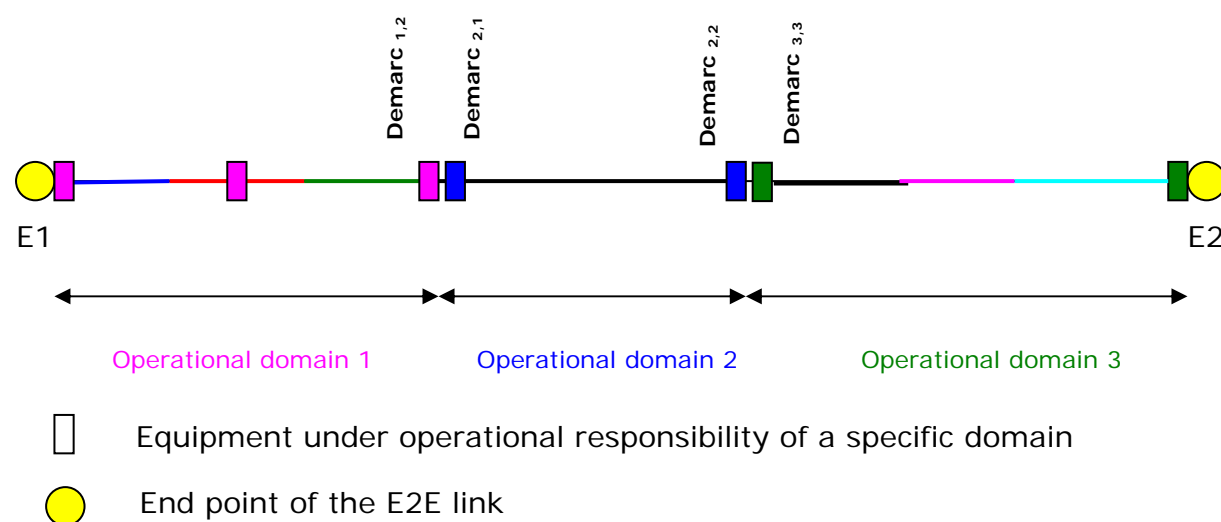 Demarc 1,2
Demarc 2,1
Demarc 2,2
Demarc 3,3
E1
E2
Operational domain 1
Operational domain 2
Operational domain 3
Equipment under operational responsibility of a specific domain
End point of the E2E link